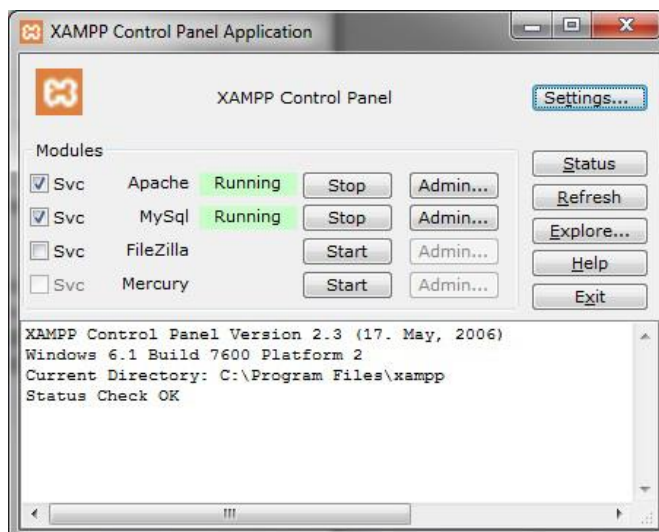 XAMPP Control Panel Application
XAMPP Control Panel
Settings...
Modules
Svc Apache Running Stop Admin...
Svc MySql Running Stop Admin...
Svc FileZilla Start Admin...
Svc Mercury Start Admin...
Status
Refresh
Explore...
Help
Exit
XAMPP Control Panel Version 2.3 (17. May, 2006)
Windows 6.1 Build 7600 Platform 2
Current Directory: C:\Program Files\xampp
Status Check OK